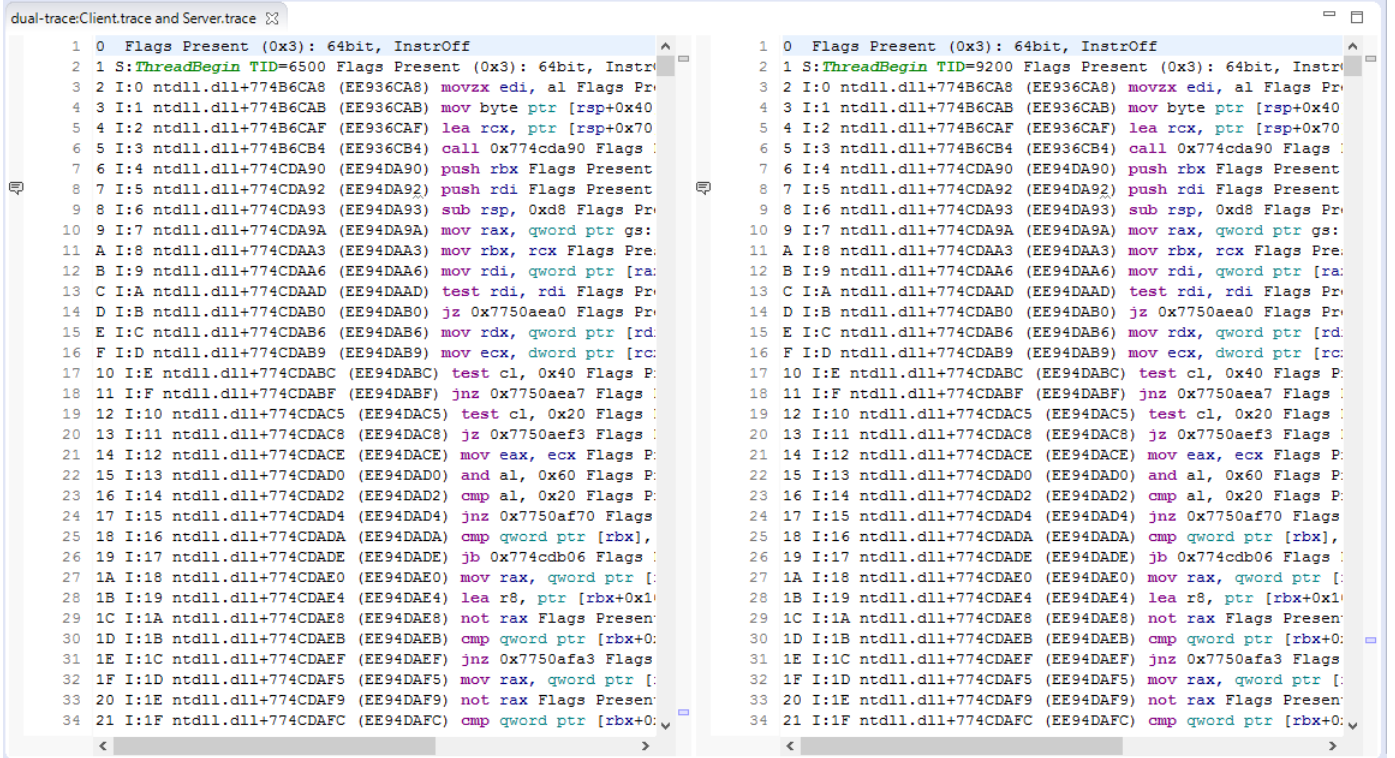 dual-trace:Client.trace and Server.trace
1 0 Flags Present (0x3): 64bit, InstrOff
2 1 S:ThreadBegin TID=6500 Flags Present (0x3): 64bit, Instr
3 2 I:0 ntdll.dll+774B6CA8 (EE936CA8) movzx edi, al Flags Pr
4 3 I:1 ntdll.dll+774B6CAB (EE936CAB) mov byte ptr [rsp+0x40
5 4 I:2 ntdll.dll+774B6CAF (EE936CAF) lea rcx, ptr [rsp+0x70
6 5 I:3 ntdll.dll+774B6CB4 (EE936CB4) call 0x774cda90 Flags
7 6 I:4 ntdll.dll+774CDA90 (EE94DA90) push rbx Flags Present
8 7 I:5 ntdll.dll+774CDA92 (EE94DA92) push rdi Flags Present
9 8 I:6 ntdll.dll+774CDA93 (EE94DA93) sub rsp, 0xd8 Flags Pr
10 9 I:7 ntdll.dll+774CDA9A (EE94DA9A) mov rax, qword ptr gs:
11 A I:8 ntdll.dll+774CDAA3 (EE94DAA3) mov rbx, rcx Flags Pre
12 B I:9 ntdll.dll+774CDAA6 (EE94DAA6) mov rdi, qword ptr [ra
13 C I:A ntdll.dll+774CDAAD (EE94DAAD) test rdi, rdi Flags Pr
14 D I:B ntdll.dll+774CDAB0 (EE94DAB0) jz 0x7750aea0 Flags Pr
15 E I:C ntdll.dll+774CDAB6 (EE94DAB6) mov rdx, qword ptr [rd
16 F I:D ntdll.dll+774CDAB9 (EE94DAB9) mov ecx, dword ptr [rc
17 10 I:E ntdll.dll+774CDABC (EE94DABC) test cl, 0x40 Flags P
18 11 I:F ntdll.dll+774CDABF (EE94DABF) jnz 0x7750aea7 Flags
19 12 I:10 ntdll.dll+774CDAC5 (EE94DAC5) test cl, 0x20 Flags
20 13 I:11 ntdll.dll+774CDAC8 (EE94DAC8) jz 0x7750aef3 Flags
21 14 I:12 ntdll.dll+774CDACE (EE94DACE) mov eax, ecx Flags P
22 15 I:13 ntdll.dll+774CDAD0 (EE94DAD0) and al, 0x60 Flags P
23 16 I:14 ntdll.dll+774CDAD2 (EE94DAD2) cmp al, 0x20 Flags P
24 17 I:15 ntdll.dll+774CDAD4 (EE94DAD4) jnz 0x7750af70 Flags
25 18 I:16 ntdll.dll+774CDADA (EE94DADA) cmp qword ptr [rbx],
26 19 I:17 ntdll.dll+774CDADE (EE94DADE) jb 0x774cdb06 Flags
27 1A I:18 ntdll.dll+774CDAE0 (EE94DAE0) mov rax, qword ptr [
28 1B I:19 ntdll.dll+774CDAE4 (EE94DAE4) lea r8, ptr [rbx+0x1
29 1C I:1A ntdll.dll+774CDAE8 (EE94DAE8) not rax Flags Presen
30 1D I:1B ntdll.dll+774CDAEB (EE94DAEB) cmp qword ptr [rbx+0
31 1E I:1C ntdll.dll+774CDAEF (EE94DAEF) jnz 0x7750afa3 Flags
32 1F I:1D ntdll.dll+774CDAF5 (EE94DAF5) mov rax, qword ptr [
33 20 I:1E ntdll.dll+774CDAF9 (EE94DAF9) not rax Flags Presen
34 21 I:1F ntdll.dll+774CDAFC (EE94DAFC) cmp qword ptr [rbx+0
1 0 Flags Present (0x3): 64bit, InstrOff
2 1 S:ThreadBegin TID=9200 Flags Present (0x3): 64bit, Instr
3 2 I:0 ntdll.dll+774B6CA8 (EE936CA8) movzx edi, al Flags Pr
4 3 I:1 ntdll.dll+774B6CAB (EE936CAB) mov byte ptr [rsp+0x40
5 4 I:2 ntdll.dll+774B6CAF (EE936CAF) lea rcx, ptr [rsp+0x70
6 5 I:3 ntdll.dll+774B6CB4 (EE936CB4) call 0x774cda90 Flags
7 6 I:4 ntdll.dll+774CDA90 (EE94DA90) push rbx Flags Present
8 7 I:5 ntdll.dll+774CDA92 (EE94DA92) push rdi Flags Present
9 8 I:6 ntdll.dll+774CDA93 (EE94DA93) sub rsp, 0xd8 Flags Pr
10 9 I:7 ntdll.dll+774CDA9A (EE94DA9A) mov rax, qword ptr gs:
11 A I:8 ntdll.dll+774CDAA3 (EE94DAA3) mov rbx, rcx Flags Pre
12 B I:9 ntdll.dll+774CDAA6 (EE94DAA6) mov rdi, qword ptr [ra
13 C I:A ntdll.dll+774CDAAD (EE94DAAD) test rdi, rdi Flags Pr
14 D I:B ntdll.dll+774CDAB0 (EE94DAB0) jz 0x7750aea0 Flags Pr
15 E I:C ntdll.dll+774CDAB6 (EE94DAB6) mov rdx, qword ptr [rd
16 F I:D ntdll.dll+774CDAB9 (EE94DAB9) mov ecx, dword ptr [rc
17 10 I:E ntdll.dll+774CDABC (EE94DABC) test cl, 0x40 Flags P
18 11 I:F ntdll.dll+774CDABF (EE94DABF) jnz 0x7750aea7 Flags
19 12 I:10 ntdll.dll+774CDAC5 (EE94DAC5) test cl, 0x20 Flags
20 13 I:11 ntdll.dll+774CDAC8 (EE94DAC8) jz 0x7750aef3 Flags
21 14 I:12 ntdll.dll+774CDACE (EE94DACE) mov eax, ecx Flags P
22 15 I:13 ntdll.dll+774CDAD0 (EE94DAD0) and al, 0x60 Flags P
23 16 I:14 ntdll.dll+774CDAD2 (EE94DAD2) cmp al, 0x20 Flags P
24 17 I:15 ntdll.dll+774CDAD4 (EE94DAD4) jnz 0x7750af70 Flags
25 18 I:16 ntdll.dll+774CDADA (EE94DADA) cmp qword ptr [rbx],
26 19 I:17 ntdll.dll+774CDADE (EE94DADE) jb 0x774cdb06 Flags
27 1A I:18 ntdll.dll+774CDAE0 (EE94DAE0) mov rax, qword ptr [
28 1B I:19 ntdll.dll+774CDAE4 (EE94DAE4) lea r8, ptr [rbx+0x1
29 1C I:1A ntdll.dll+774CDAE8 (EE94DAE8) not rax Flags Presen
30 1D I:1B ntdll.dll+774CDAEB (EE94DAEB) cmp qword ptr [rbx+0
31 1E I:1C ntdll.dll+774CDAEF (EE94DAEF) jnz 0x7750afa3 Flags
32 1F I:1D ntdll.dll+774CDAF5 (EE94DAF5) mov rax, qword ptr [
33 20 I:1E ntdll.dll+774CDAF9 (EE94DAF9) not rax Flags Presen
34 21 I:1F ntdll.dll+774CDAFC (EE94DAFC) cmp qword ptr [rbx+0